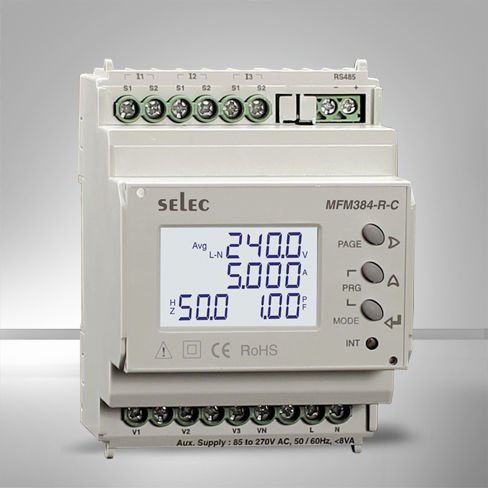 I1 I2 I3 RS485
S1 S2 S1 S2 S1 S2 - +
selec MFM384-R-C
Avg L-N 240.0 V
5.000 A
HZ 50.0 1.00 PF
PAGE
PRG
MODE
INT
CE RoHS
V1 V2 V3 VN L N
Aux. Supply : 85 to 270V AC, 50 / 60Hz, <8VA